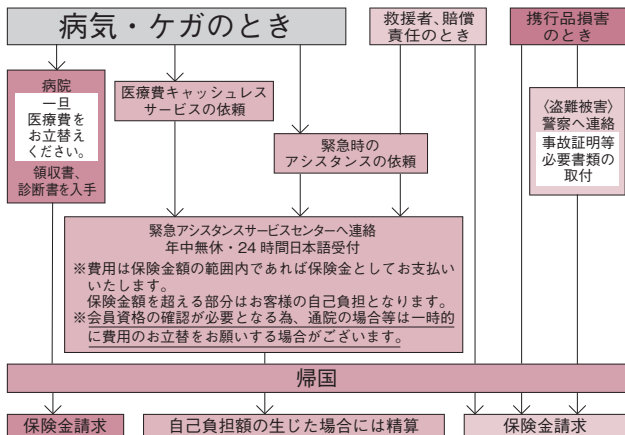 病気・ケガのとき
救援者、賠償
責任のとき
携行品損害
のとき
病院
一旦
医療費を
お立替え
ください。
領収書、
診断書を入手
医療費キャッシュレス
サービスの依頼
緊急時の
アシスタンスの依頼
〈盗難被害〉
警察へ連絡
事故証明等
必要書類の
取付
緊急アシスタンスサービスセンターへ連絡
年中無休・24時間日本語受付
※費用は保険金額の範囲内であれば保険金としてお支払い
いたします。
保険金額を超える部分はお客様の自己負担となります。
※会員資格の確認が必要となる為、通院の場合等は一時的
に費用のお立替をお願いする場合がございます。
帰国
保険金請求
自己負担額の生じた場合には精算
保険金請求